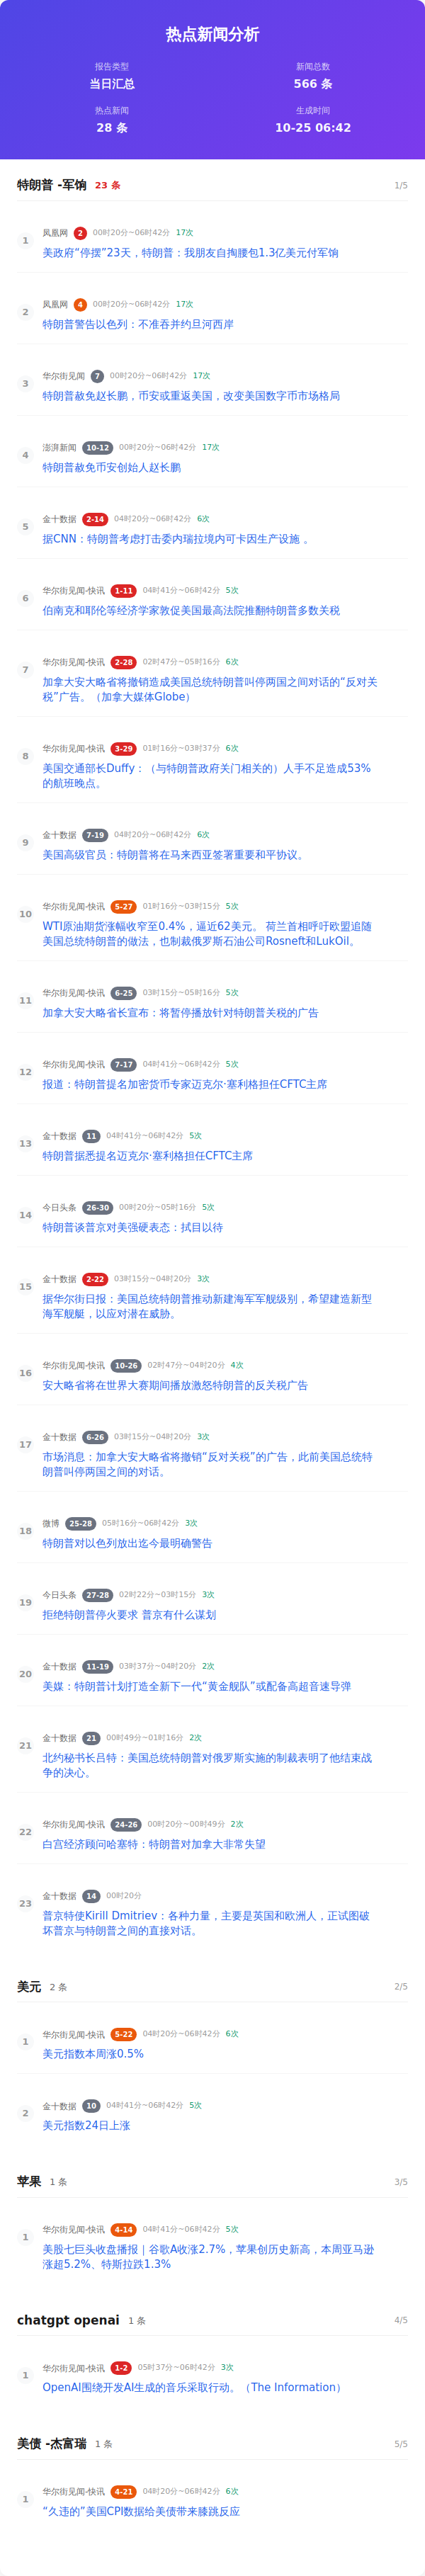 热点新闻分析
报告类型
新闻总数
当日汇总
566 条
热点新闻
生成时间
28 条
10-25 06:42
特朗普 -军饷 23 条 1/5
1
凤凰网 2 00时20分~06时42分 17次
美政府“停摆”23天，特朗普：我朋友自掏腰包1.3亿美元付军饷
2
凤凰网 4 00时20分~06时42分 17次
特朗普警告以色列：不准吞并约旦河西岸
3
华尔街见闻 7 00时20分~06时42分 17次
特朗普赦免赵长鹏，币安或重返美国，改变美国数字货币市场格局
4
澎湃新闻 10-12 00时20分~06时42分 17次
特朗普赦免币安创始人赵长鹏
5
金十数据 2-14 04时20分~06时42分 6次
据CNN：特朗普考虑打击委内瑞拉境内可卡因生产设施 。
6
华尔街见闻-快讯 1-11 04时41分~06时42分 5次
伯南克和耶伦等经济学家敦促美国最高法院推翻特朗普多数关税
7
华尔街见闻-快讯 2-28 02时47分~05时16分 6次
加拿大安大略省将撤销造成美国总统特朗普叫停两国之间对话的“反对关
税”广告。（加拿大媒体Globe）
8
华尔街见闻-快讯 3-29 01时16分~03时37分 6次
美国交通部长Duffy：（与特朗普政府关门相关的）人手不足造成53%
的航班晚点。
9
金十数据 7-19 04时20分~06时42分 6次
美国高级官员：特朗普将在马来西亚签署重要和平协议。
10
华尔街见闻-快讯 5-27 01时16分~03时15分 5次
WTI原油期货涨幅收窄至0.4%，逼近62美元。 荷兰首相呼吁欧盟追随
美国总统特朗普的做法，也制裁俄罗斯石油公司Rosneft和LukOil。
11
华尔街见闻-快讯 6-25 03时15分~05时16分 5次
加拿大安大略省长宣布：将暂停播放针对特朗普关税的广告
12
华尔街见闻-快讯 7-17 04时41分~06时42分 5次
报道：特朗普提名加密货币专家迈克尔·塞利格担任CFTC主席
13
金十数据 11 04时41分~06时42分 5次
特朗普据悉提名迈克尔·塞利格担任CFTC主席
14
今日头条 26-30 00时20分~05时16分 5次
特朗普谈普京对美强硬表态：拭目以待
15
金十数据 2-22 03时15分~04时20分 3次
据华尔街日报：美国总统特朗普推动新建海军军舰级别，希望建造新型
海军舰艇，以应对潜在威胁。
16
华尔街见闻-快讯 10-26 02时47分~04时20分 4次
安大略省将在世界大赛期间播放激怒特朗普的反关税广告
17
金十数据 6-26 03时15分~04时20分 3次
市场消息：加拿大安大略省将撤销“反对关税”的广告，此前美国总统特
朗普叫停两国之间的对话。
18
微博 25-28 05时16分~06时42分 3次
特朗普对以色列放出迄今最明确警告
19
今日头条 27-28 02时22分~03时15分 3次
拒绝特朗普停火要求 普京有什么谋划
20
金十数据 11-19 03时37分~04时20分 2次
美媒：特朗普计划打造全新下一代“黄金舰队”或配备高超音速导弹
21
金十数据 21 00时49分~01时16分 2次
北约秘书长吕特：美国总统特朗普对俄罗斯实施的制裁表明了他结束战
争的决心。
22
华尔街见闻-快讯 24-26 00时20分~00时49分 2次
白宫经济顾问哈塞特：特朗普对加拿大非常失望
23
金十数据 14 00时20分
普京特使Kirill Dmitriev：各种力量，主要是英国和欧洲人，正试图破
坏普京与特朗普之间的直接对话。
美元 2 条 2/5
1
华尔街见闻-快讯 5-22 04时20分~06时42分 6次
美元指数本周涨0.5%
2
金十数据 10 04时41分~06时42分 5次
美元指数24日上涨
苹果 1 条 3/5
1
华尔街见闻-快讯 4-14 04时41分~06时42分 5次
美股七巨头收盘播报｜谷歌A收涨2.7%，苹果创历史新高，本周亚马逊
涨超5.2%、特斯拉跌1.3%
chatgpt openai 1 条 4/5
1
华尔街见闻-快讯 1-2 05时37分~06时42分 3次
OpenAI围绕开发AI生成的音乐采取行动。（The Information）
美债 -杰富瑞 1 条 5/5
1
华尔街见闻-快讯 4-21 04时20分~06时42分 6次
“久违的”美国CPI数据给美债带来膝跳反应